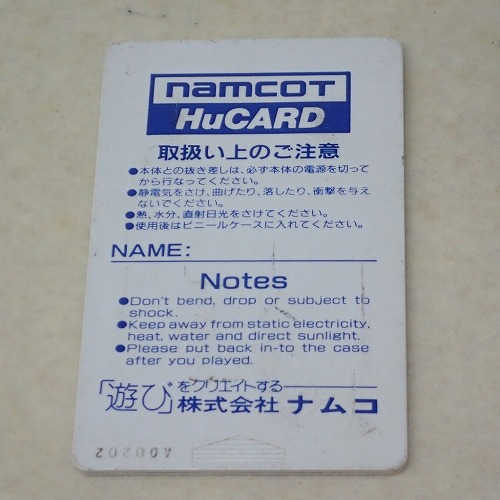 namcoT
HuCARD
取扱い上のご注意
●本体との抜き差しは、必ず本体の電源を切って
から行なってください。
●静電気をさけ、曲げたり、落したり、衝撃を与え
ないでください。
●熱、水分、直射日光をさけてください。
●使用後はビニールケースに入れてください。
NAME:
Notes
●Don't bend, drop or subject to
shock.
●Keep away from static electricity,
heat, water and direct sunlight.
●Please put back in-to the case
after you played.
「遊び」をクリエイトする
株式会社 ナムコ
A00202